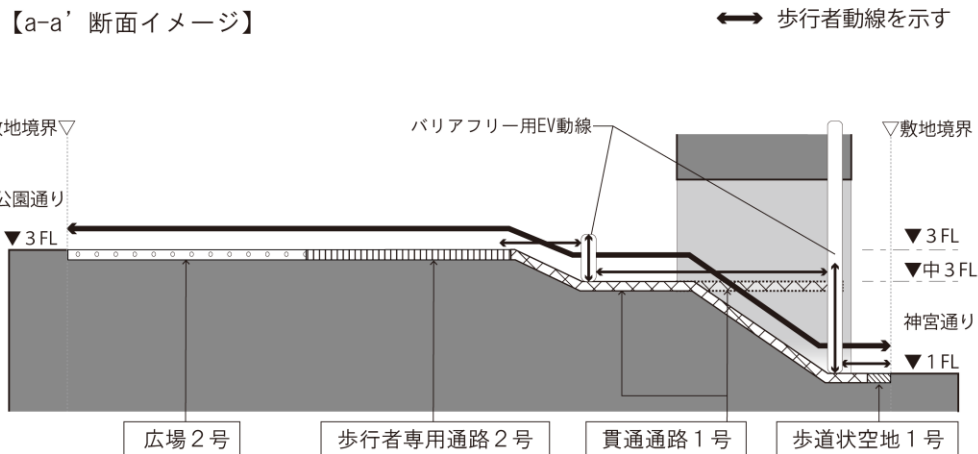 【a-a’断面イメージ】
歩行者動線を示す
敷地境界▽
バリアフリー用EV動線
▽敷地境界
公園通り
▼3FL
▼3FL
▼中3FL
神宮通り
▼1FL
広場2号
歩行者専用通路2号
貫通通路1号
歩道状空地1号